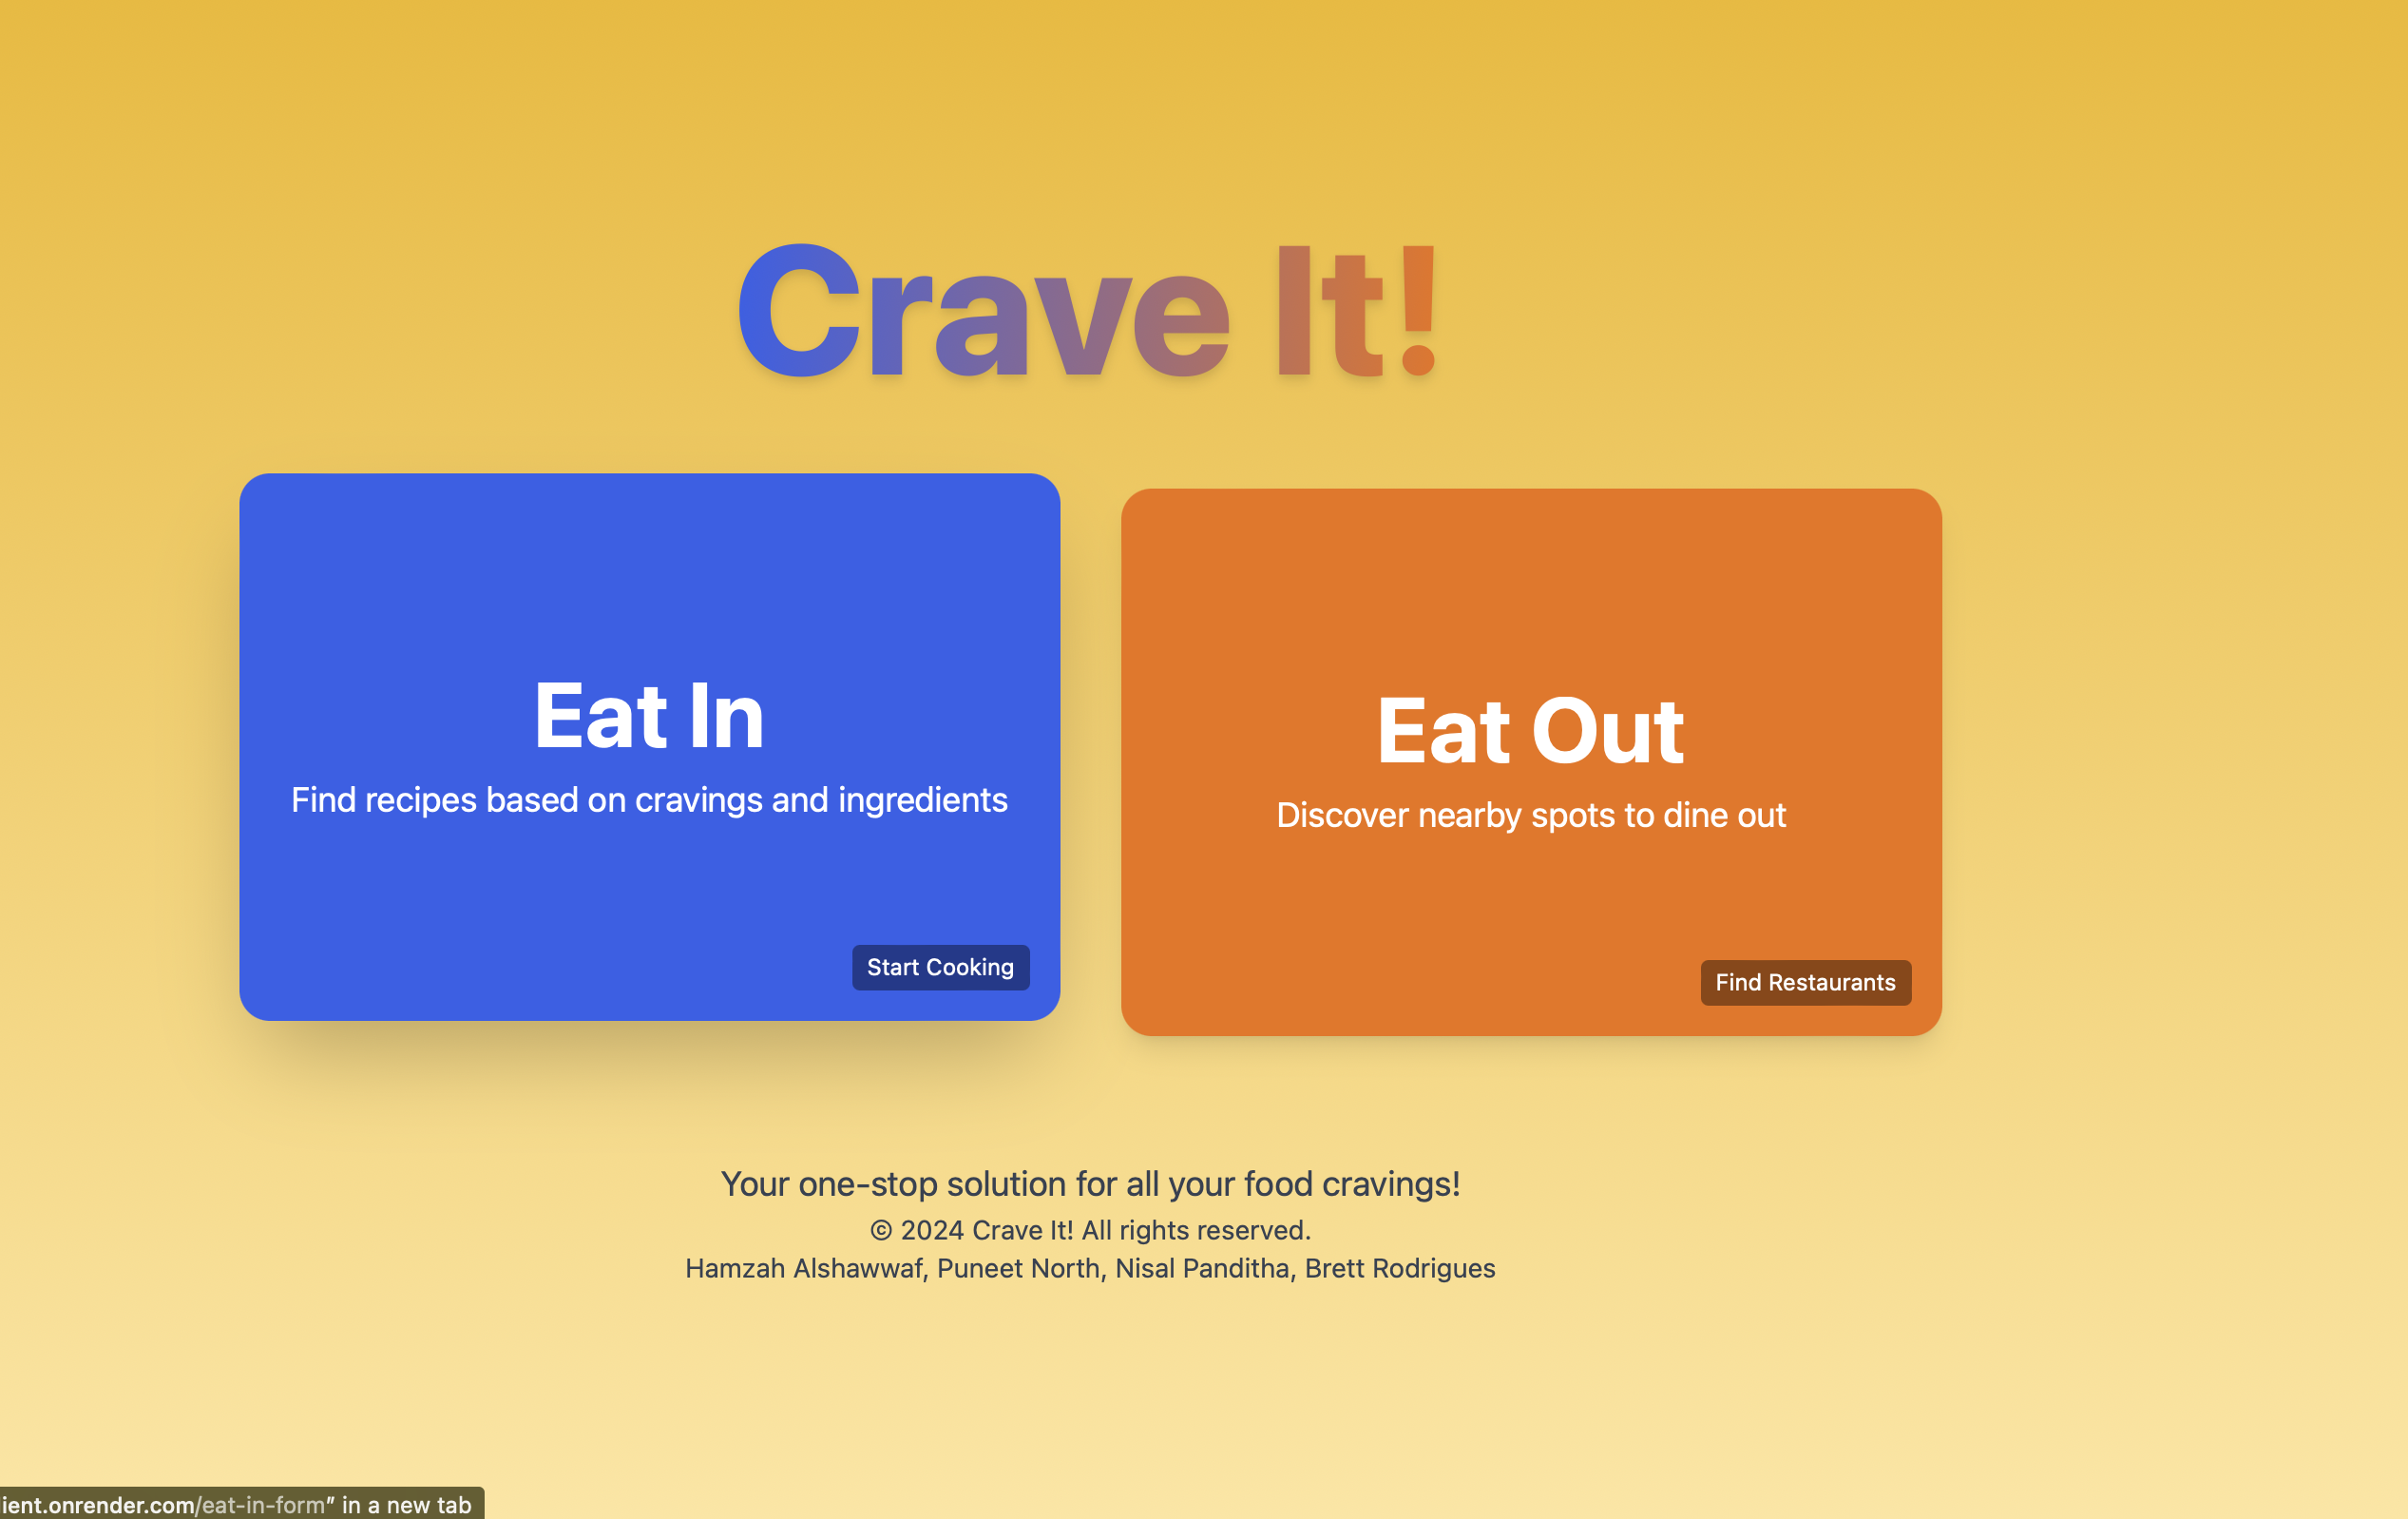 Crave It!
Eat In
Find recipes based on cravings and ingredients
Start Cooking
Eat Out
Discover nearby spots to dine out
Find Restaurants
Your one-stop solution for all your food cravings!
© 2024 Crave It! All rights reserved.
Hamzah Alshawwaf, Puneet North, Nisal Panditha, Brett Rodrigues
ient.onrender.com/eat-in-form” in a new tab